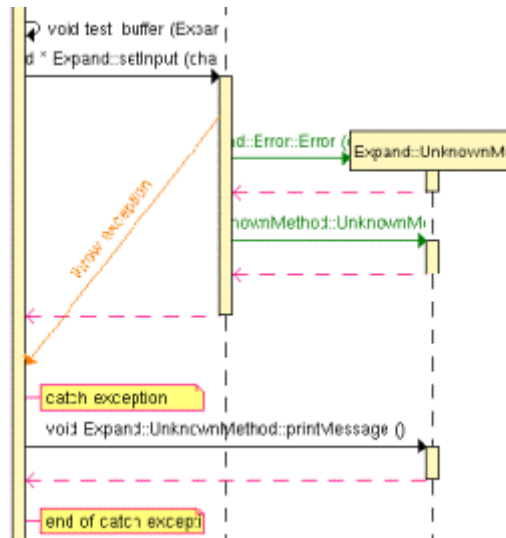 void test_buffer (Expar
d * Expand::setInput (cha
nd::Error::Error (
Expand::UnknownM
throw exception
nownMethod::UnknownM
catch exception
void Expand::UnknownMethod::printMessage ()
end of catch excepti